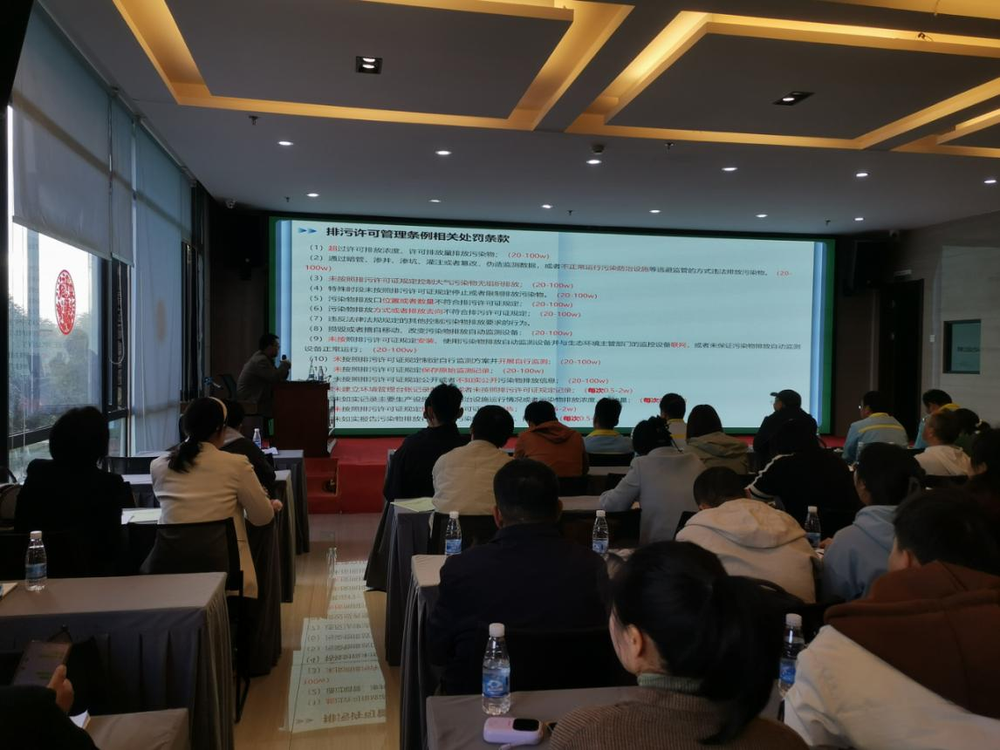 排污许可管理条例相关处罚条款
（1）超过许可排放浓度、许可排放量排放污染物；（20-100w）
（2）通过暗管、渗井、渗坑、灌注或者篡改、伪造监测数据，或者不正常运行污染防治设施等逃避监管的方式违法排放污染物。（20-
100w）
（3）未按照排污许可证规定控制大气污染物无组织排放；（20-100w）
（4）特殊时段未按照排污许可证规定停止或者限制排放污染物。（20-100w）
（5）污染物排放口位置或者数量不符合排污许可证规定；（20-100w）
（6）污染物排放方式或者排放去向不符合排污许可证规定；（20-100w）
（7）违反法律法规规定的其他控制污染物排放要求的行为。
（8）损毁或者擅自移动、改变污染物排放自动监测设备；（20-100w）
（9）未按照排污许可证规定安装、使用污染物排放自动监测设备并与生态环境主管部门的监控设备联网，或者未保证污染物排放自动监测
设备正常运行；（20-100w）
（10）未按照排污许可证规定制定自行监测方案并开展自行监测；（20-100w）
未按照排污许可证规定保存原始监测记录；（20-100w）
未按照排污许可证规定公开或者不如实公开污染物排放信息；（20-100w）
未建立环境管理台账记录 或者未按照排污许可证规定记录；（每次0.5-2w）
未如实记录主要生产设 治设施运行情况或者污染物排放浓度、 （每次
未按照排污许可证规定 -2w）
未如实报告污染物排放行 （每次0.5